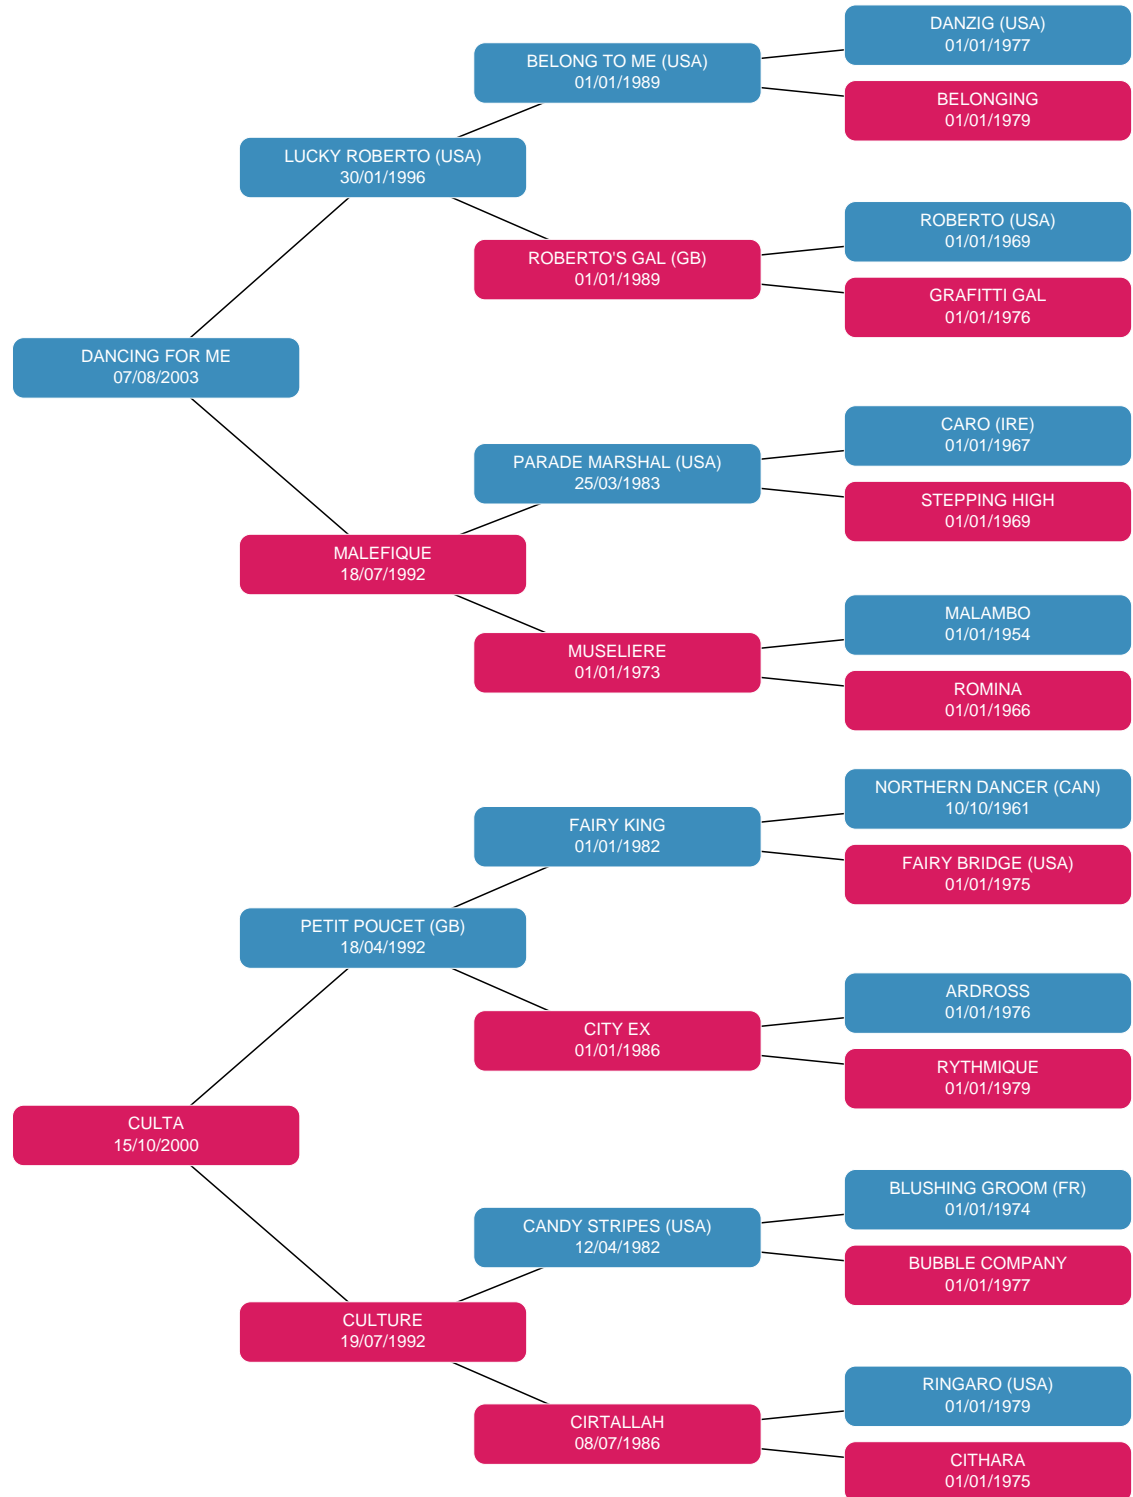 DANZIG (USA)
01/01/1977
BELONG TO ME (USA)
01/01/1989
BELONGING
01/01/1979
LUCKY ROBERTO (USA)
30/01/1996
ROBERTO (USA)
01/01/1969
ROBERTO'S GAL (GB)
01/01/1989
GRAFITTI GAL
01/01/1976
DANCING FOR ME
07/08/2003
CARO (IRE)
01/01/1967
PARADE MARSHAL (USA)
25/03/1983
STEPPING HIGH
01/01/1969
MALEFIQUE
18/07/1992
MALAMBO
01/01/1954
MUSELIERE
01/01/1973
ROMINA
01/01/1966
NORTHERN DANCER (CAN)
10/10/1961
FAIRY KING
01/01/1982
FAIRY BRIDGE (USA)
01/01/1975
PETIT POUCET (GB)
18/04/1992
ARDROSS
01/01/1976
CITY EX
01/01/1986
RYTHMIQUE
01/01/1979
CULTA
15/10/2000
BLUSHING GROOM (FR)
01/01/1974
CANDY STRIPES (USA)
12/04/1982
BUBBLE COMPANY
01/01/1977
CULTURE
19/07/1992
RINGARO (USA)
01/01/1979
CIRTALLAH
08/07/1986
CITHARA
01/01/1975